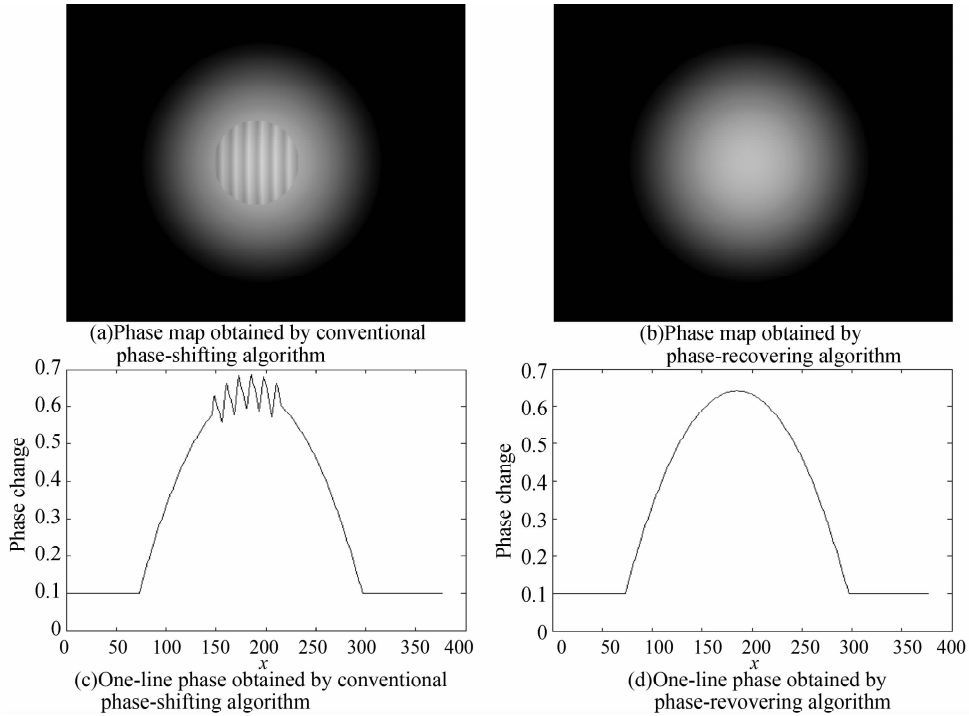 (a)Phase map obtained by conventional
phase-shifting algorithm
(b)Phase map obtained by
phase-recovering algorithm
0.7
0.6
0.5
0.4
0.3
0.2
0.1
0
Phase change
0 50 100 150 200 250 300 350 400
x
(c)One-line phase obtained by conventional
phase-shifting algorithm
0.7
0.6
0.5
0.4
0.3
0.2
0.1
0
Phase change
0 50 100 150 200 250 300 350 400
x
(d)One-line phase obtained by
phase-revovering algorithm